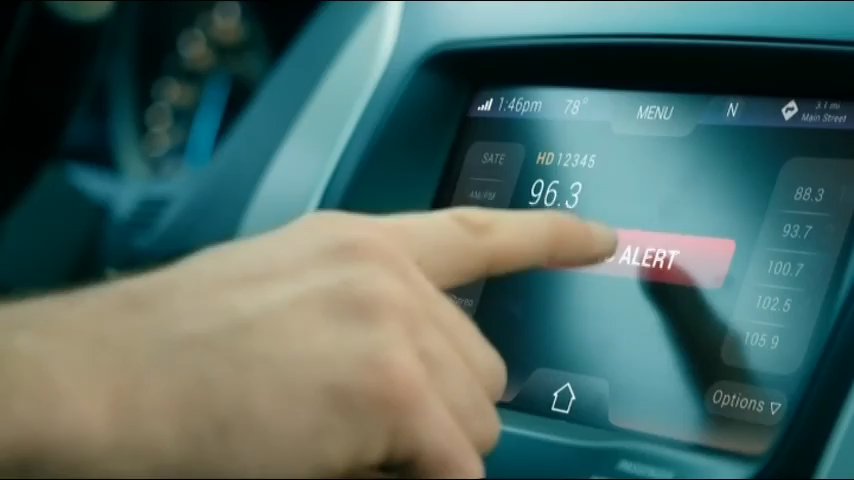 1:46pm 78° MENU N 3.1 mi
Main Street
SATE
HD 12345
AM/FM
96.3
88.3
93.7
ALERT
100.7
102.5
105.9
Options